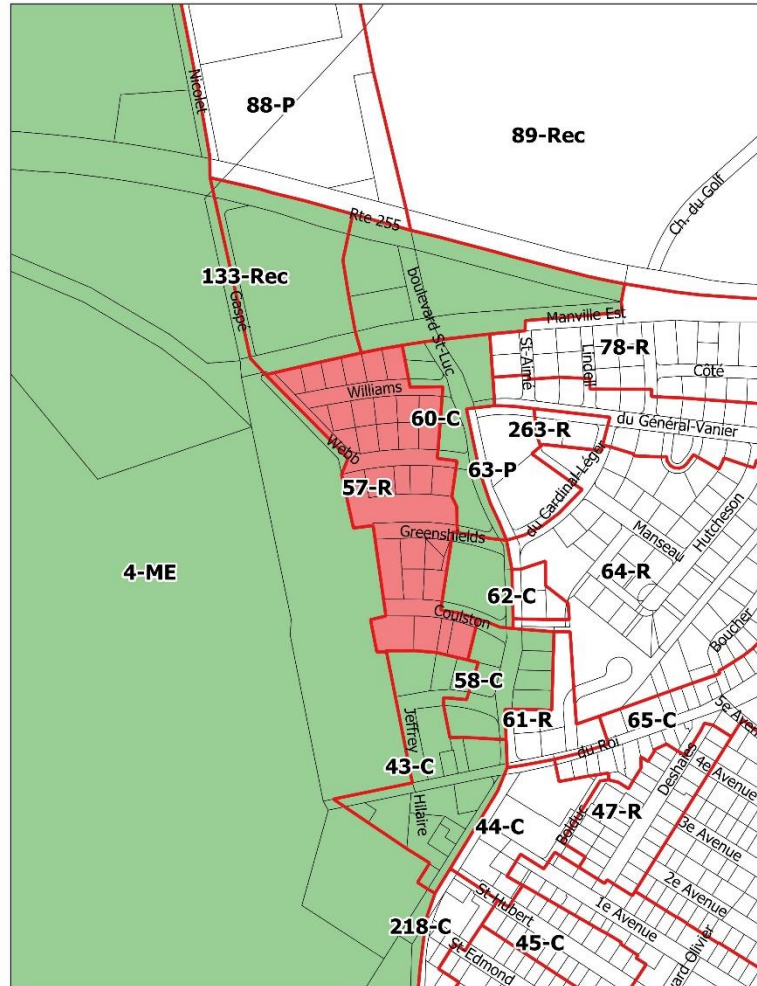 Nicolet
88-P
89-Rec
Ch. du Golf
Rte 255
133-Rec
Gaspe
boulevard St-Luc
Manville Est
St-Aimé
Lindell
78-R
Côté
Williams
60-C
263-R
du Général-Vanier
Webb
57-R
63-P
du Cardinal-Léger
Hutcheson
Manseau
Greenshields
4-ME
64-R
62-C
Coulston
Boucher
58-C
Jeffrey
61-R
65-C
du Roi
43-C
Deshaies
4e Avenue
Hilaire
44-C
Bolduc
47-R
3e Avenue
2e Avenue
St-Hubert
1e Avenue
218-C
45-C
St-Edmond